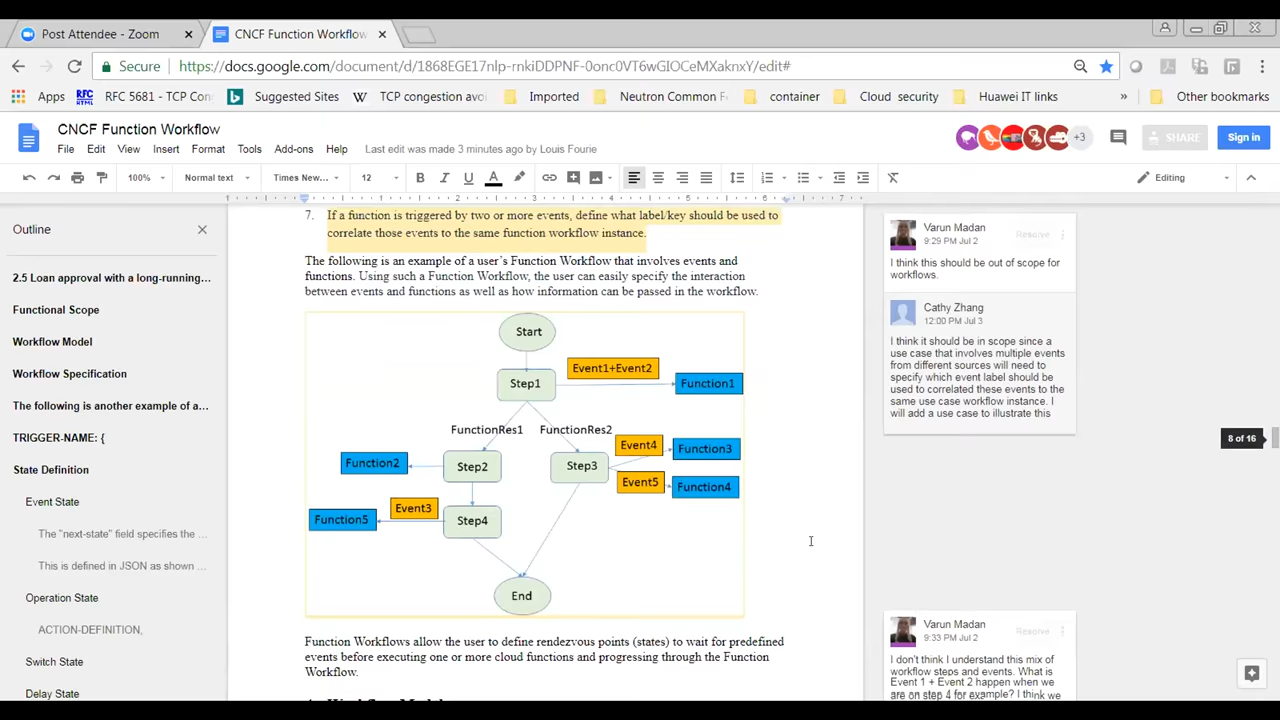 Post Attendee - Zoom
CNCF Function Workflow
Secure
https://docs.google.com/document/d/1868EGE17nlp-rnkiDDPNF-0onc0VT6wGIOCeMXaknxY/edit#
Apps
RFC 5681 - TCP Con
Suggested Sites
TCP congestion avoi
Imported
Neutron Common F
container
Cloud security
Huawei IT links
»
Other bookmarks
CNCF Function Workflow
File Edit View Insert Format Tools Add-ons Help
Last edit was made 3 minutes ago by Louis Fourie
+3
SHARE
Sign in
100%
Normal text
Times New...
12
B I U A
Editing
1 2 3 4 5 6 7
Outline
2.5 Loan approval with a long-running...
Functional Scope
Workflow Model
Workflow Specification
The following is another example of a...
TRIGGER-NAME: {
State Definition
Event State
The "next-state" field specifies the ...
This is defined in JSON as shown ...
Operation State
ACTION-DEFINITION,
Switch State
Delay State
7. If a function is triggered by two or more events, define what label/key should be used to
correlate those events to the same function workflow instance.
The following is an example of a user's Function Workflow that involves events and
functions. Using such a Function Workflow, the user can easily specify the interaction
between events and functions as well as how information can be passed in the workflow.
Start
Event1+Event2
Step1
Function1
FunctionRes1
FunctionRes2
Event4
Function3
Function2
Step2
Step3
Event5
Function4
Event3
Function5
Step4
End
Function Workflows allow the user to define rendezvous points (states) to wait for predefined
events before executing one or more cloud functions and progressing through the Function
Workflow.
Varun Madan
9:29 PM Jul 2
Resolve
I think this should be out of scope for
workflows.
Cathy Zhang
12:00 PM Jul 3
I think it should be in scope since a
use case that involves multiple events
from different sources will need to
specify which event label should be
used to correlated these events to the
same use case workflow instance. I
will add a use case to illustrate this
8 of 16
Varun Madan
9:33 PM Jul 2
Resolve
I don't think I understand this mix of
workflow steps and events. What is
Event 1 + Event 2 happen when we
are on step 4 for exa